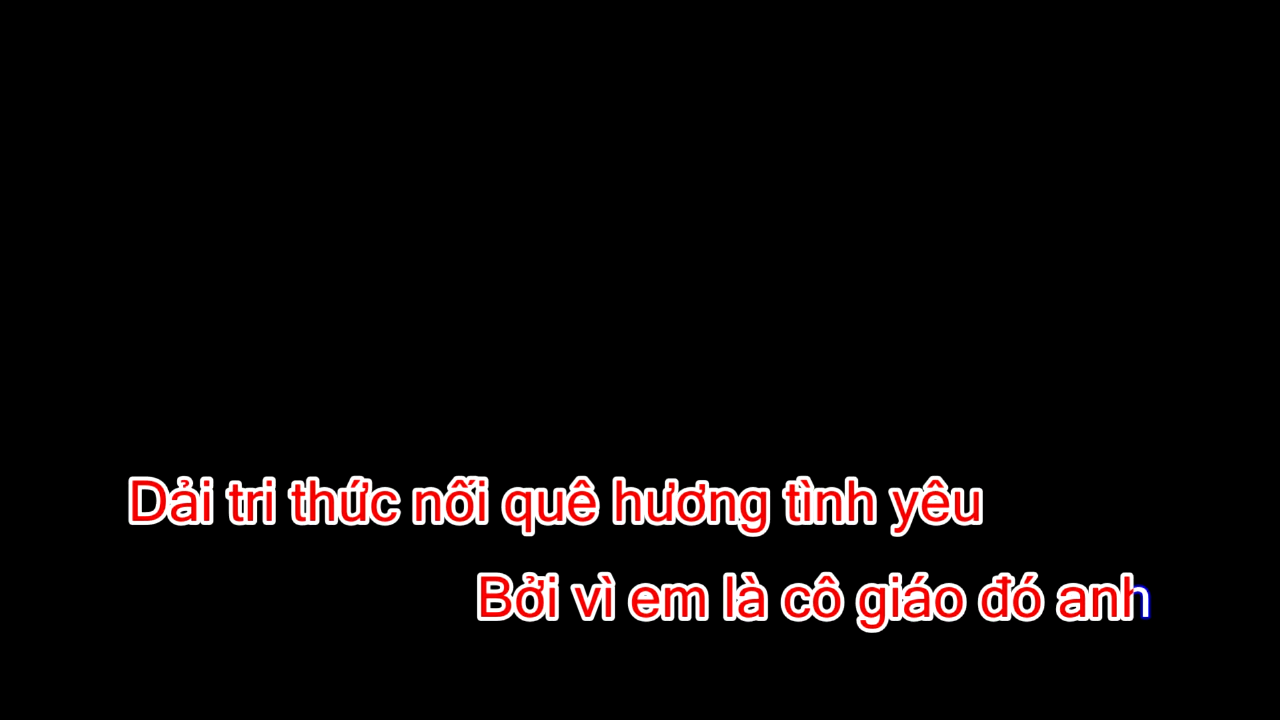 Dải tri thức nối quê hương tình yêu
Bởi vì em là cô giáo đó anh